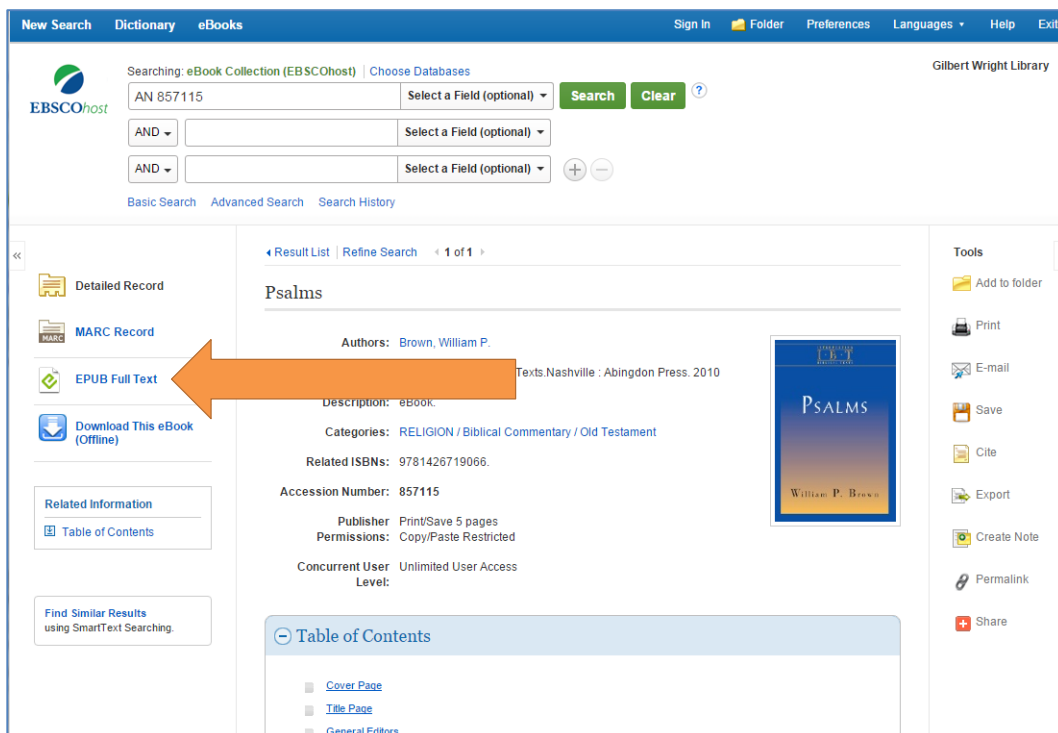 New Search Dictionary eBooks Sign In Folder Preferences Languages Help Exit
Gilbert Wright Library
EBSCOhost
Searching: eBook Collection (EBSCOhost) | Choose Databases
AN 857115 Select a Field (optional) Search Clear ?
AND Select a Field (optional)
AND Select a Field (optional)
Basic Search Advanced Search Search History
«
Detailed Record
MARC
MARC Record
EPUB Full Text
Download This eBook
(Offline)
Related Information
Table of Contents
Find Similar Results
using SmartText Searching.
Result List | Refine Search 1 of 1
Psalms
Authors: Brown, William P.
Texts.Nashville : Abingdon Press. 2010
Description: eBook.
Categories: RELIGION / Biblical Commentary / Old Testament
Related ISBNs: 9781426719066.
Accession Number: 857115
Publisher Print/Save 5 pages
Permissions: Copy/Paste Restricted
Concurrent User Unlimited User Access
Level:
I·B·T
PSALMS
William P. Brown
Table of Contents
Cover Page
Title Page
General Editors
Tools
Add to folder
Print
E-mail
Save
Cite
Export
Create Note
Permalink
Share